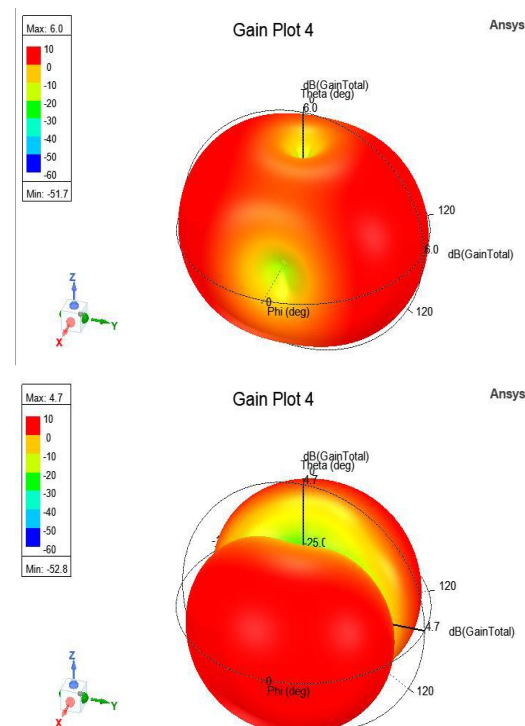 Max: 6.0
10
0
-10
-20
-30
-40
-50
-60
Min: -51.7
Gain Plot 4
Ansys
dB(GainTotal)
Theta (deg)
0
6.0
120
6.0
dB(GainTotal)
120
0
Phi (deg)
Z
Y
X
Max: 4.7
10
0
-10
-20
-30
-40
-50
-60
Min: -52.8
Gain Plot 4
Ansys
dB(GainTotal)
Theta (deg)
0
4.7
-25.0
120
4.7
dB(GainTotal)
120
0
Phi (deg)
Z
Y
X